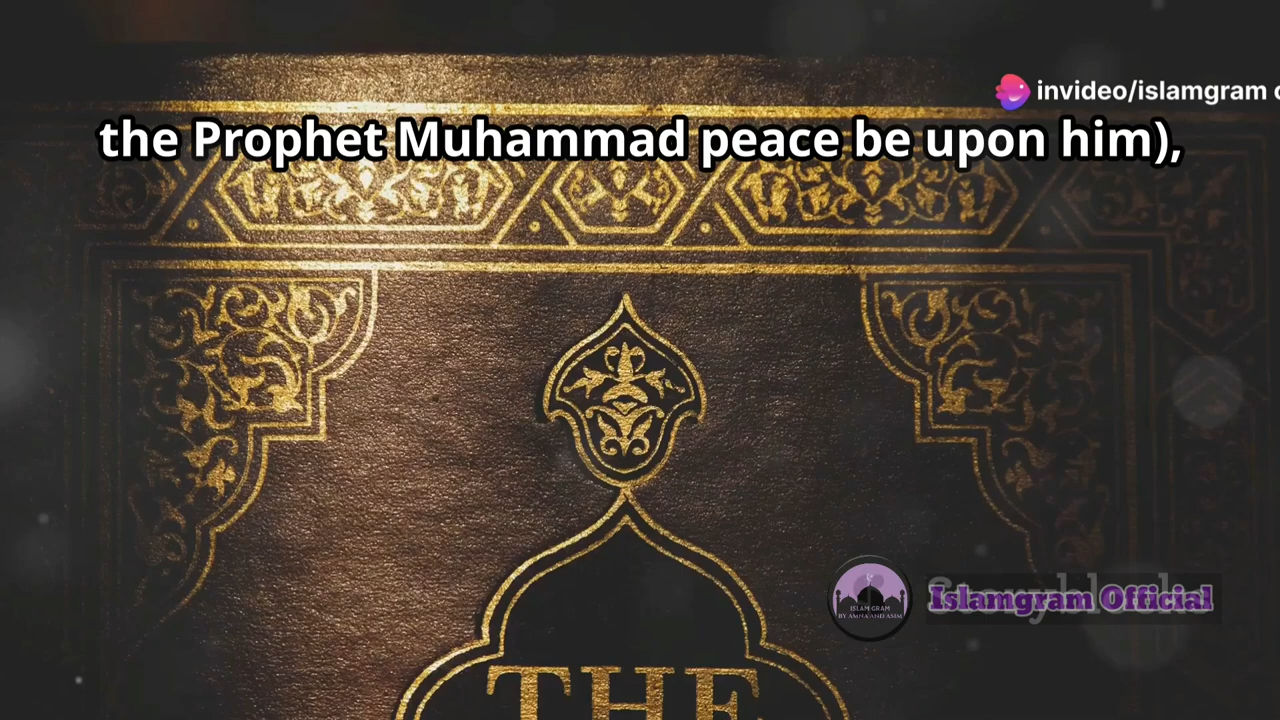 invideo/islamgram
the Prophet Muhammad peace be upon him),
ISLAM GRAM
BY AMNA AND ASIM
Islamgram Official
THE